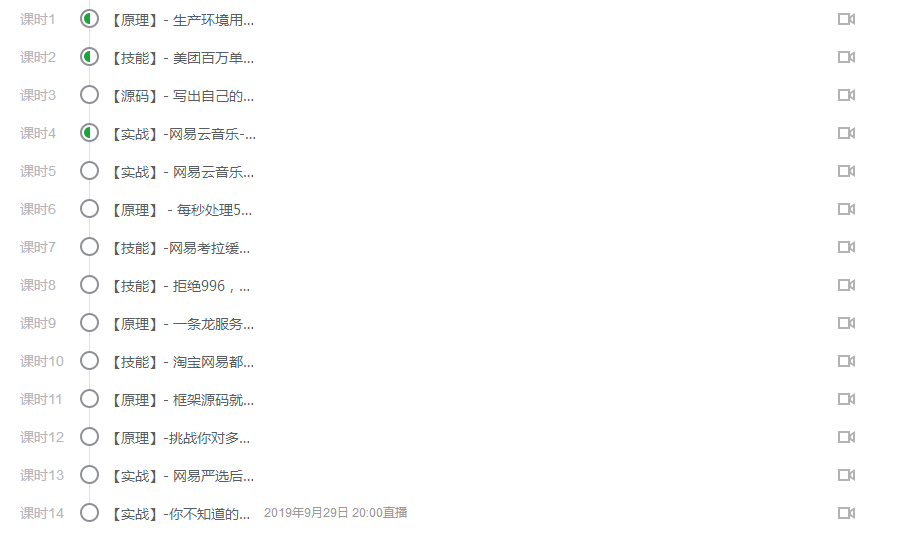 课时1 【原理】- 生产环境用...
课时2 【技能】- 美团百万单...
课时3 【源码】- 写出自己的...
课时4 【实战】-网易云音乐-...
课时5 【实战】- 网易云音乐...
课时6 【原理】 - 每秒处理5...
课时7 【技能】-网易考拉缓...
课时8 【技能】- 拒绝996，...
课时9 【原理】- 一条龙服务...
课时10 【技能】- 淘宝网易都...
课时11 【原理】- 框架源码就...
课时12 【原理】-挑战你对多...
课时13 【实战】- 网易严选后...
课时14 【实战】-你不知道的... 2019年9月29日 20:00直播